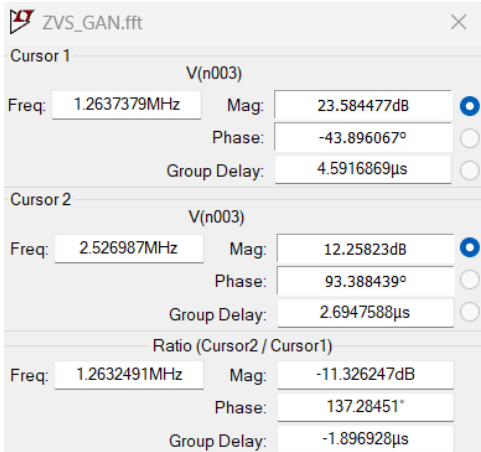 ZVS_GAN.fft
Cursor 1
V(n003)
Freq: 1.2637379MHz Mag: 23.584477dB
Phase: -43.896067º
Group Delay: 4.5916869µs
Cursor 2
V(n003)
Freq: 2.526987MHz Mag: 12.25823dB
Phase: 93.388439º
Group Delay: 2.6947588µs
Ratio (Cursor2 / Cursor1)
Freq: 1.2632491MHz Mag: -11.326247dB
Phase: 137.28451°
Group Delay: -1.896928µs